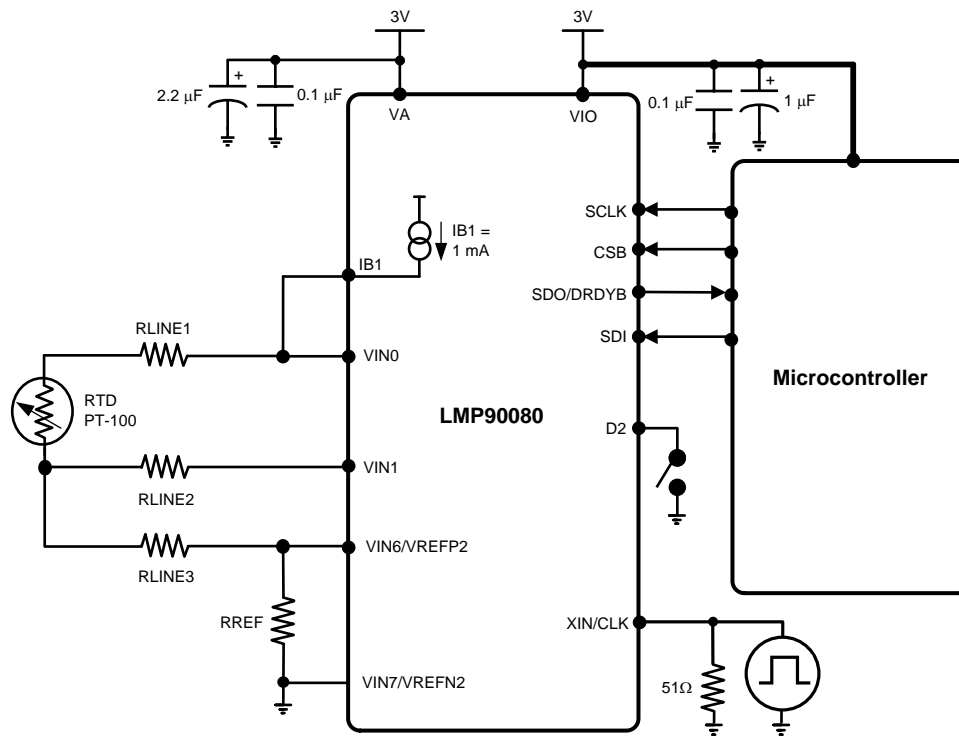 3V
3V
+
2.2 µF
0.1 µF
0.1 µF
+
1 µF
VA
VIO
IB1
IB1 =
1 mA
SCLK
CSB
SDO/DRDYB
SDI
RLINE1
VIN0
RTD
PT-100
LMP90080
Microcontroller
D2
VIN1
RLINE2
VIN6/VREFP2
RLINE3
RREF
XIN/CLK
VIN7/VREFN2
51Ω